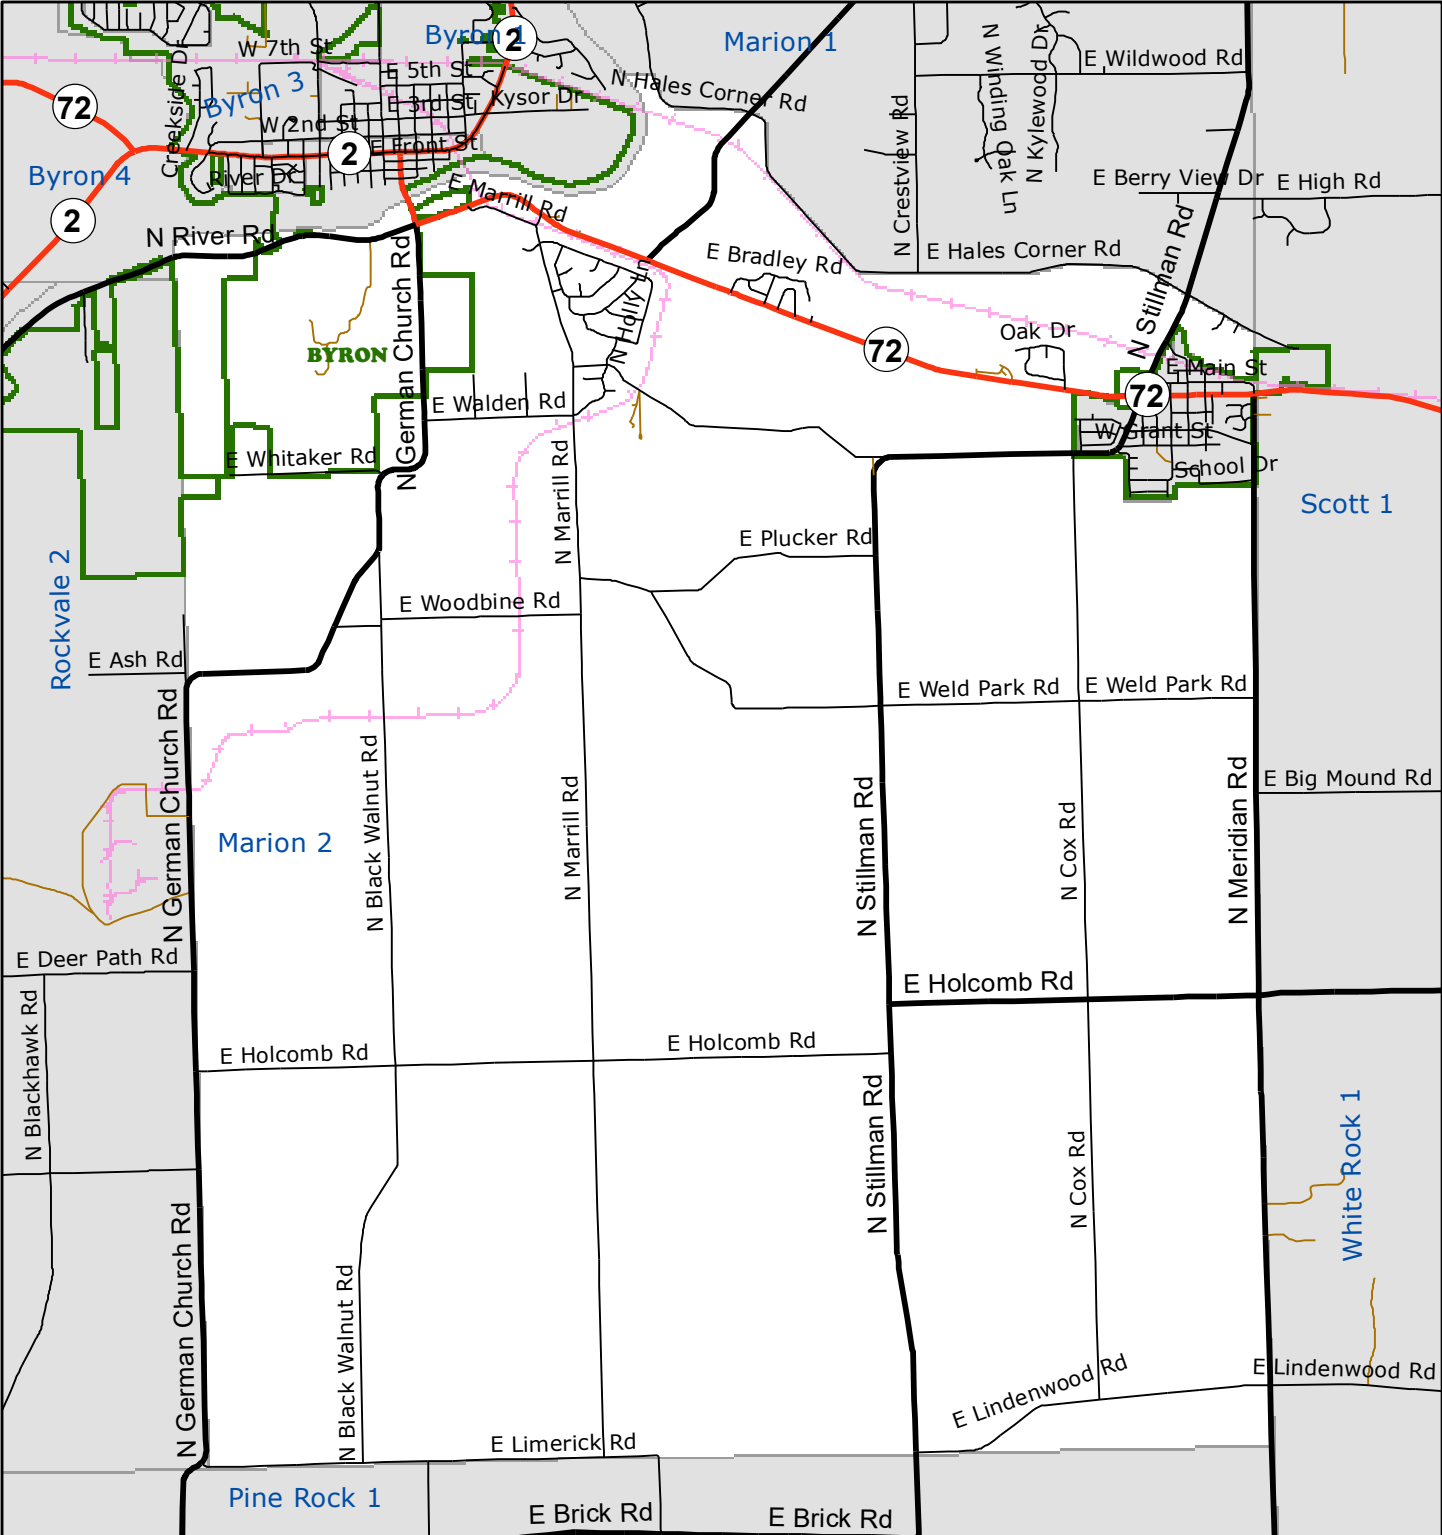 Byron 1
2
Marion 1
W 7th St
E 5th St
E Wildwood Rd
N Winding Oak Ln
N Kylewood Dr
72
Creekside Dr
Byron 3
E 3rd St
Kysor Dr
N Hales Corner Rd
W 2nd St
2
E Front St
N Crestview Rd
Byron 4
River Dr
E Marrill Rd
E Berry View Dr
E High Rd
2
N River Rd
N German Church Rd
E Bradley Rd
E Hales Corner Rd
N Stillman Rd
N Holly Ln
BYRON
72
Oak Dr
E Main St
72
E Walden Rd
W Grant St
E Whitaker Rd
N Marrill Rd
E School Dr
Scott 1
E Plucker Rd
Rockvale 2
E Woodbine Rd
E Ash Rd
E Weld Park Rd
E Weld Park Rd
N German Church Rd
N Black Walnut Rd
N Marrill Rd
N Stillman Rd
N Cox Rd
N Meridian Rd
E Big Mound Rd
Marion 2
E Deer Path Rd
E Holcomb Rd
N Blackhawk Rd
E Holcomb Rd
E Holcomb Rd
N Stillman Rd
N Cox Rd
White Rock 1
N German Church Rd
N Black Walnut Rd
E Lindenwood Rd
E Lindenwood Rd
E Limerick Rd
Pine Rock 1
E Brick Rd
E Brick Rd